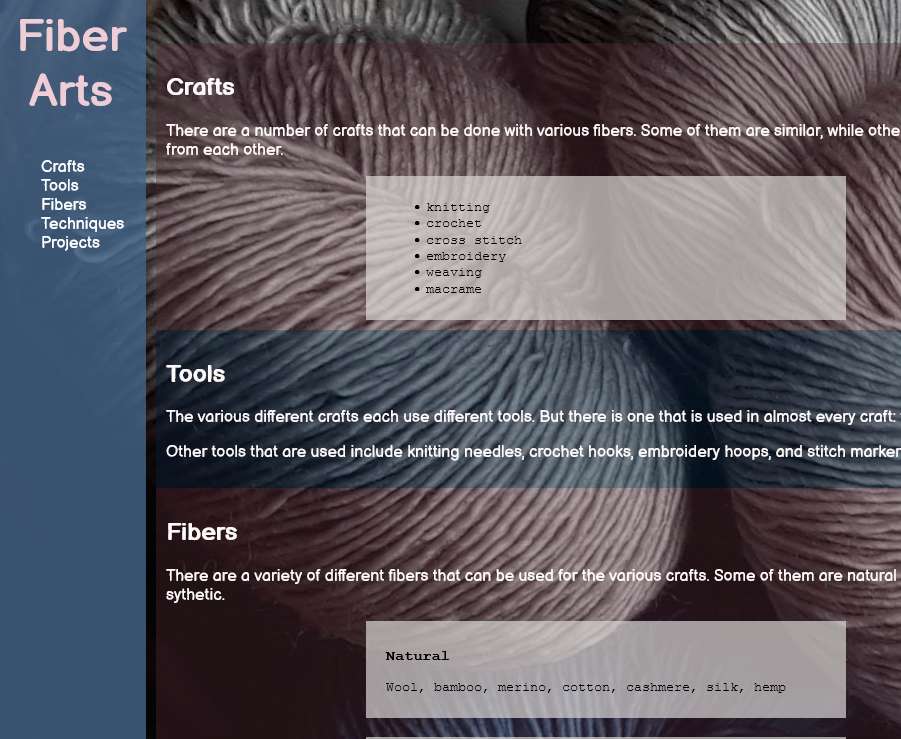 Fiber
Arts
Crafts
Tools
Fibers
Techniques
Projects
Crafts
There are a number of crafts that can be done with various fibers. Some of them are similar, while othe
from each other.
• knitting
• crochet
• cross stitch
• embroidery
• weaving
• macrame
Tools
The various different crafts each use different tools. But there is one that is used in almost every craft:
Other tools that are used include knitting needles, crochet hooks, embroidery hoops, and stitch marker
Fibers
There are a variety of different fibers that can be used for the various crafts. Some of them are natural
sythetic.
Natural
Wool, bamboo, merino, cotton, cashmere, silk, hemp